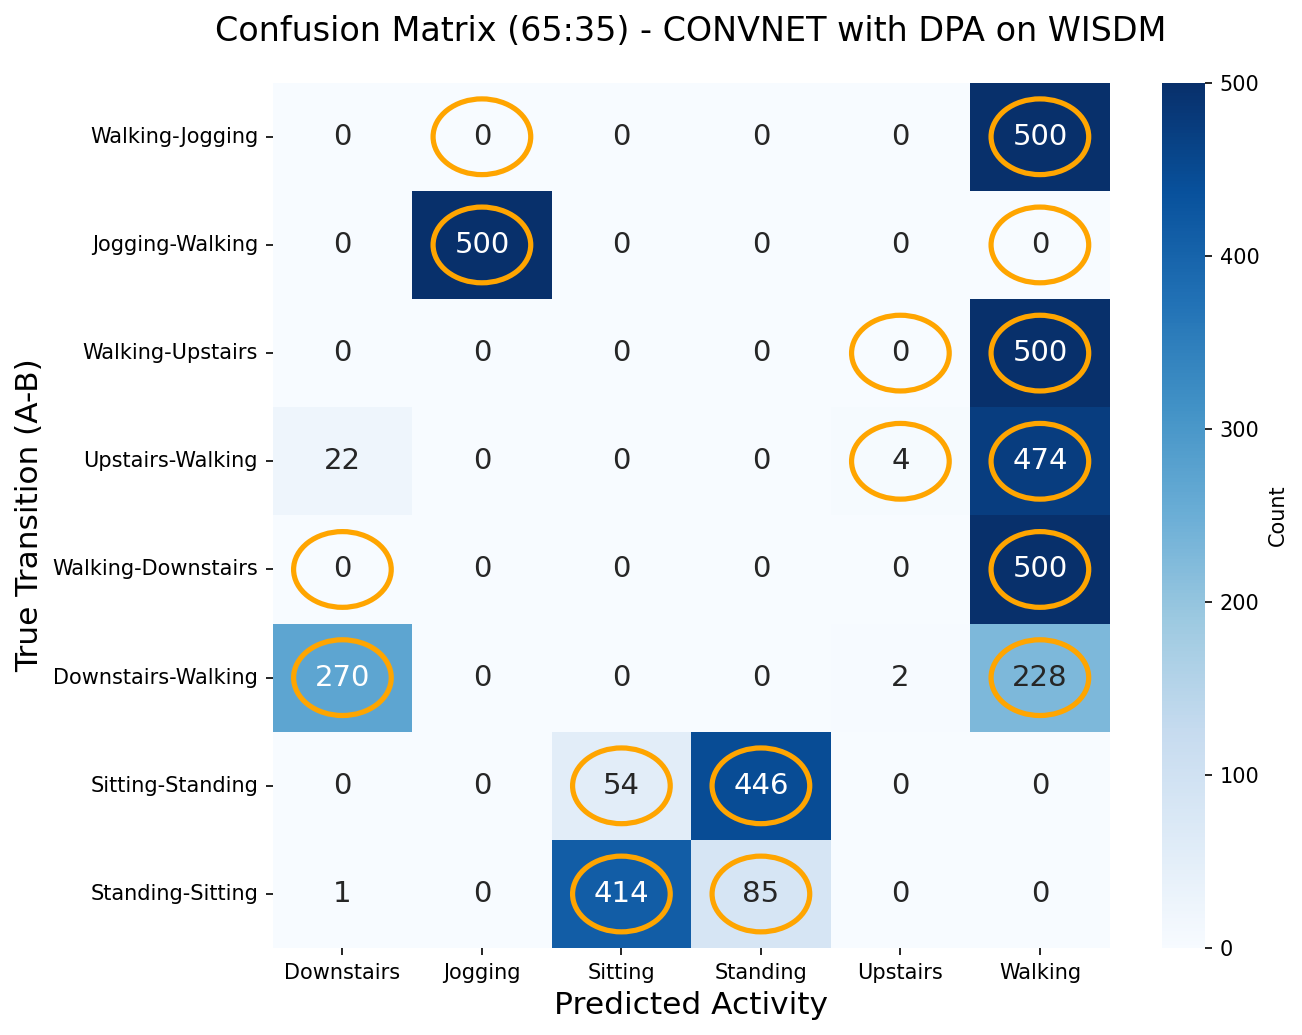 Confusion Matrix (65:35) - CONVNET with DPA on WISDM
True Transition (A-B)
Walking-Jogging 0 0 0 0 0 500
Jogging-Walking 0 500 0 0 0 0
Walking-Upstairs 0 0 0 0 0 500
Upstairs-Walking 22 0 0 0 4 474
Walking-Downstairs 0 0 0 0 0 500
Downstairs-Walking 270 0 0 0 2 228
Sitting-Standing 0 0 54 446 0 0
Standing-Sitting 1 0 414 85 0 0
Downstairs Jogging Sitting Standing Upstairs Walking
Predicted Activity
500
400
300
200
100
0
Count